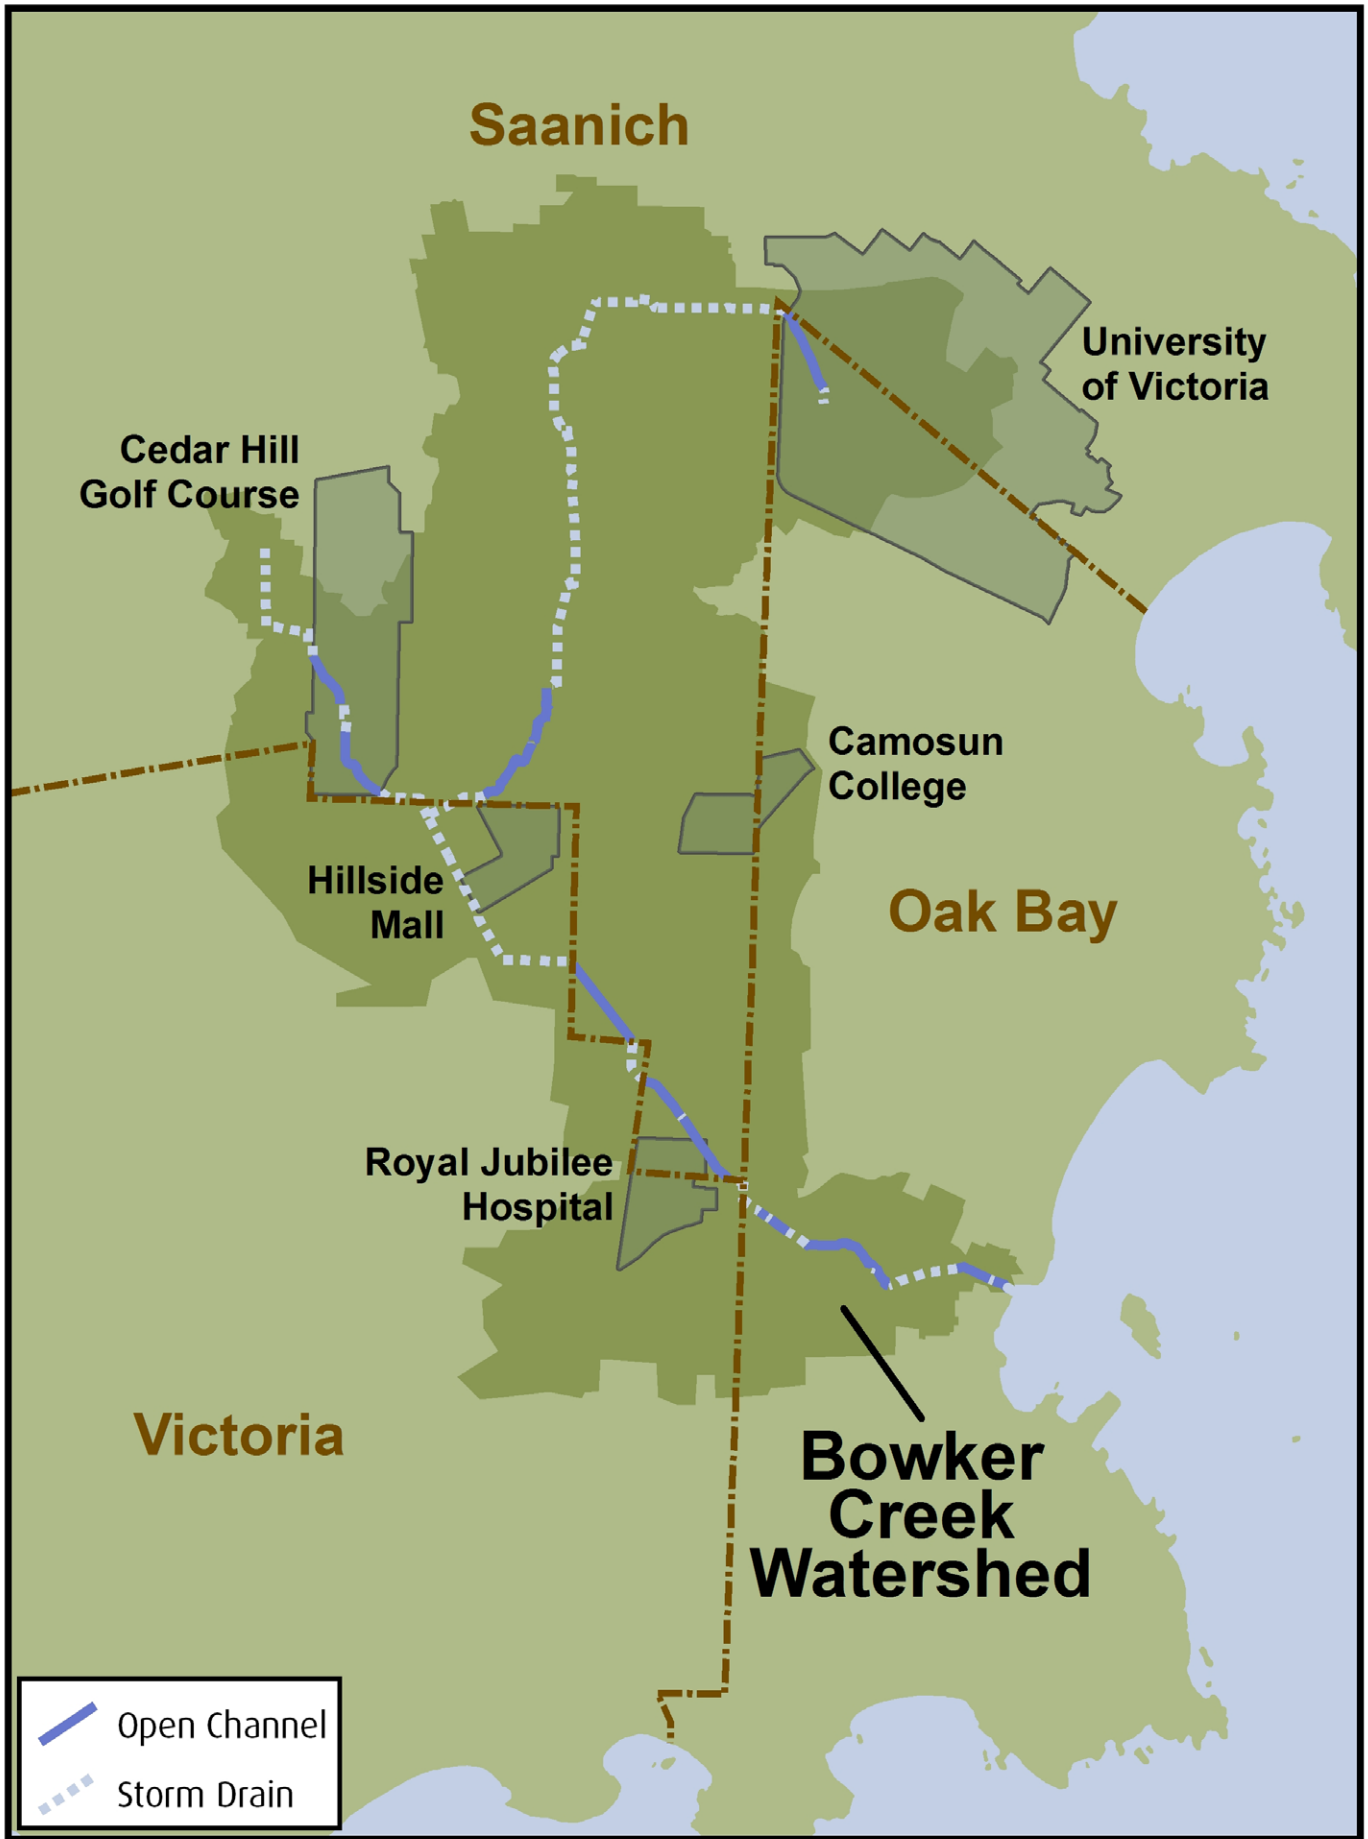 Saanich
University
of Victoria
Cedar Hill
Golf Course
Camosun
College
Hillside
Mall
Oak Bay
Royal Jubilee
Hospital
Victoria
Bowker
Creek
Watershed
Open Channel
Storm Drain